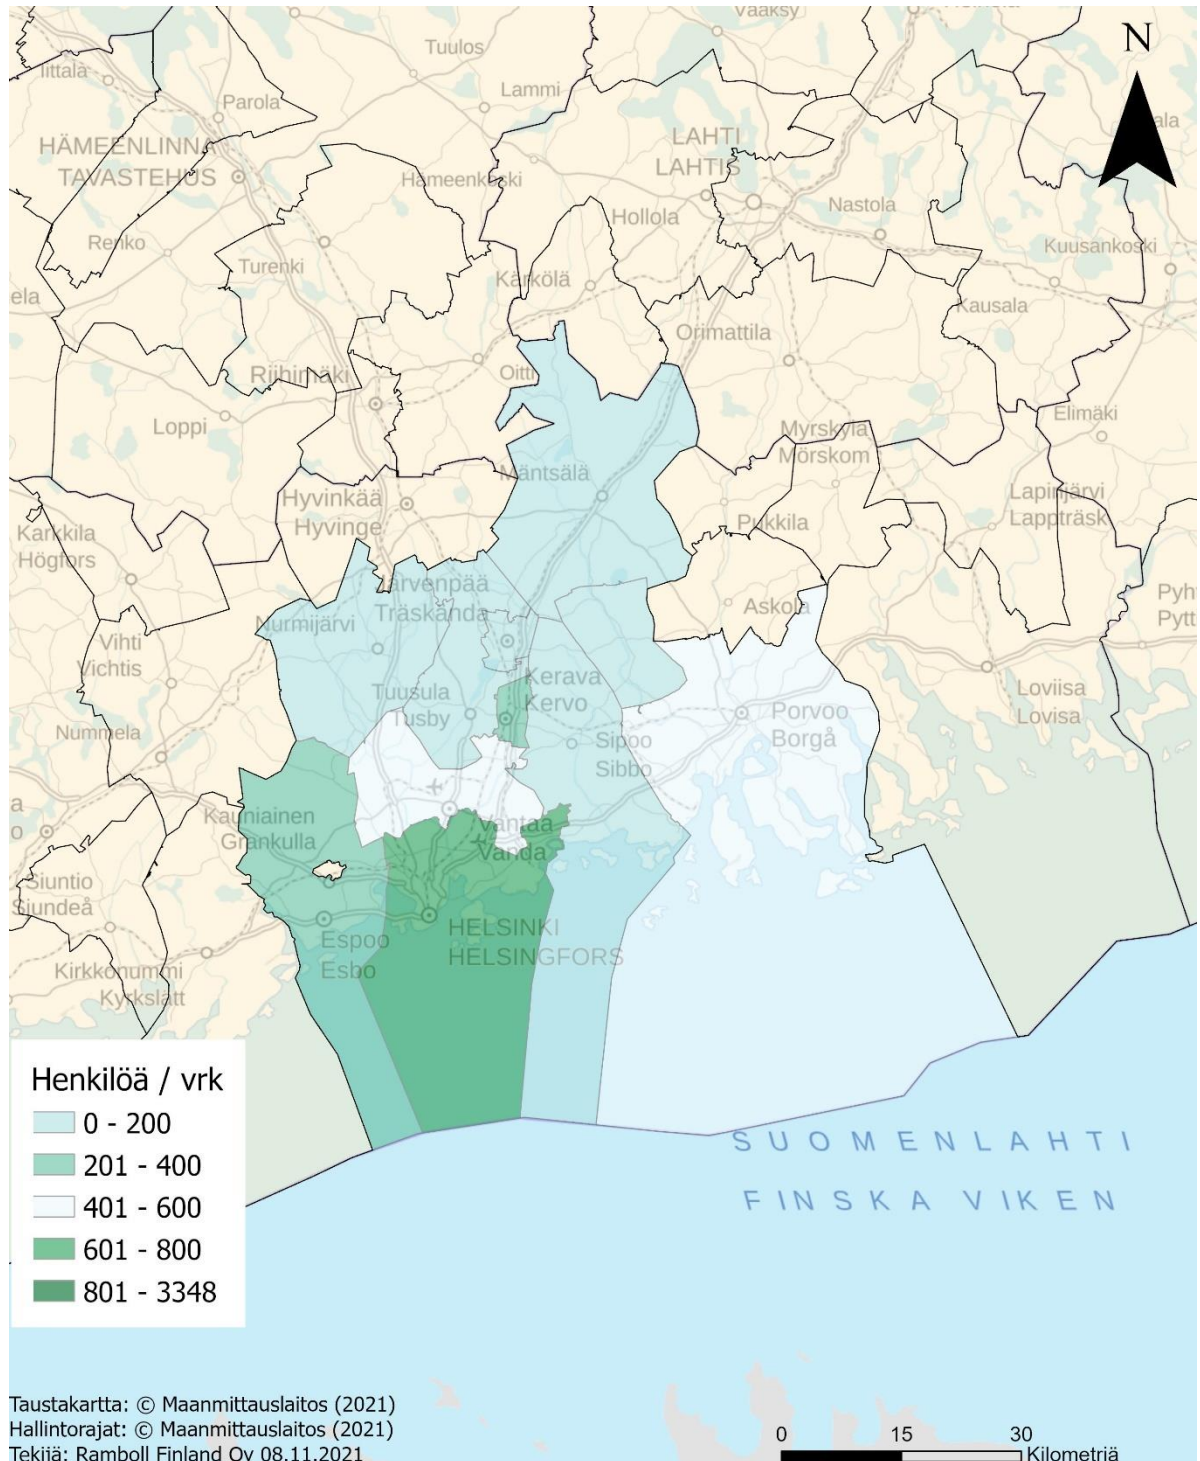 Vääksy
N
Tuulos
Iittala
Parola
Lammi
LAHTI
LAHTIS
HÄMEENLINNA
TAVASTEHUS
Hämeenkoski
Nastola
Hollola
Renko
Kuusankoski
Turenki
Kärkölä
ela
Kausala
Orimattila
Riihimäki
Oitti
Loppi
Elimäki
Myrskylä
Mörskom
Mäntsälä
Hyvinkää
Hyvinge
Lapinjärvi
Lappträsk
Karkkila
Högfors
Pukkila
Järvenpää
Träskända
Askola
Nurmijärvi
Vihti
Vichtis
Kerava
Kervo
Tuusula
Tusby
Loviisa
Lovisa
Porvoo
Borgå
Nummela
Sipoo
Sibbo
Kauniainen
Grankulla
Vantaa
Vanda
Siuntio
Siundeå
HELSINKI
HELSINGFORS
Espoo
Esbo
Kirkkonummi
Kyrkslätt
Henkilöä / vrk
0 - 200
201 - 400
401 - 600
601 - 800
801 - 3348
SUOMENLAHTI
FINSKA VIKEN
Taustakartta: © Maanmittauslaitos (2021)
Hallintorajat: © Maanmittauslaitos (2021)
Tekijä: Ramboll Finland Oy 08.11.2021
0 15 30
Kilometriä